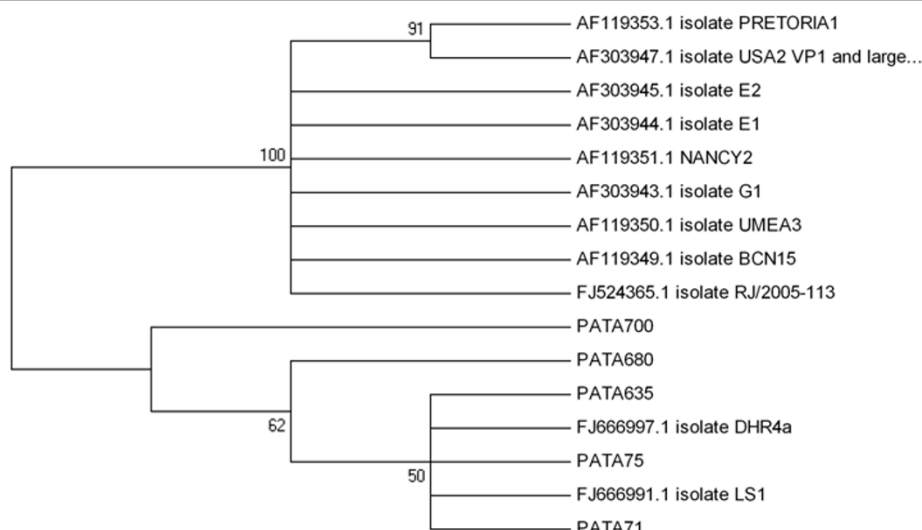 91
AF119353.1 isolate PRETORIA1
AF303947.1 isolate USA2 VP1 and large...
AF303945.1 isolate E2
AF303944.1 isolate E1
100
AF119351.1 NANCY2
AF303943.1 isolate G1
AF119350.1 isolate UMEA3
AF119349.1 isolate BCN15
FJ524365.1 isolate RJ/2005-113
PATA700
PATA680
PATA635
62
FJ666997.1 isolate DHR4a
PATA75
50
FJ666991.1 isolate LS1
PATA71